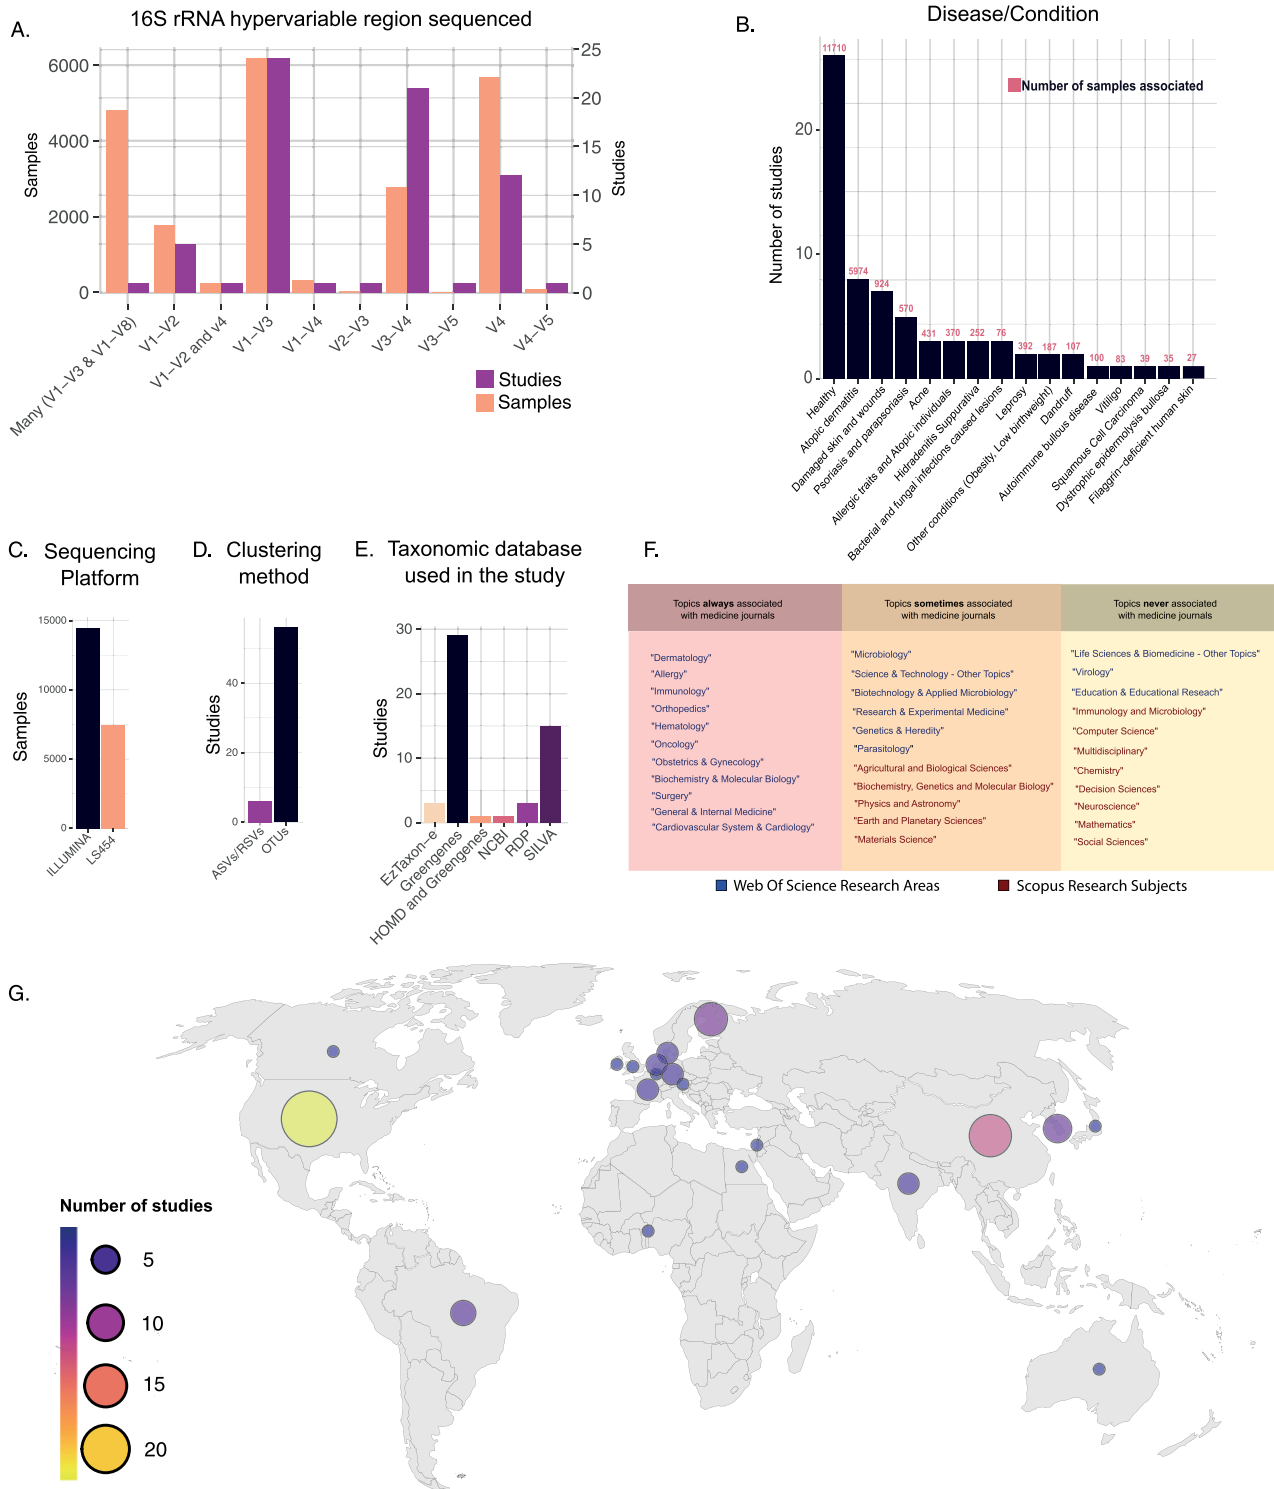 A.
16S rRNA hypervariable region sequenced
Samples
6000
4000
2000
0
Studies
25
20
15
10
5
0
Many (V1–V3 & V1–V8)
V1–V2
V1–V2 and v4
V1–V3
V1–V4
V2–V3
V3–V4
V3–V5
V4
V4–V5
Studies
Samples
B.
Disease/Condition
Number of samples associated
Number of studies
20
10
0
11710
5974
924
570
431
370
252
76
392
187
107
100
83
39
35
27
Healthy
Atopic dermatitis
Damaged skin and wounds
Psoriasis and parapsoriasis
Acne
Allergic traits and Atopic individuals
Hidradenitis Suppurativa
Bacterial and fungal infections caused lesions
Leprosy
Other conditions (Obesity, Low birthweight)
Dandruff
Autoimmune bullous disease
Vitiligo
Squamous Cell Carcinoma
Dystrophic epidermolysis bullosa
Filaggrin–deficient human skin
C.
Sequencing
Platform
Samples
15000
10000
5000
0
ILLUMINA
LS454
D.
Clustering
method
Studies
40
20
0
ASVs/RSVs
OTUs
E.
Taxonomic database
used in the study
Studies
30
20
10
0
EzTaxon–e
Greengenes
HOMD and Greengenes
NCBI
RDP
SILVA
F.
Topics always associated
with medicine journals
"Dermatology"
"Allergy"
"Immunology"
"Orthopedics"
"Hematology"
"Oncology"
"Obstetrics & Gynecology"
"Biochemistry & Molecular Biology"
"Surgery"
"General & Internal Medicine"
"Cardiovascular System & Cardiology"
Topics sometimes associated
with medicine journals
"Microbiology"
"Science & Technology - Other Topics"
"Biotechnology & Applied Microbiology"
"Research & Experimental Medicine"
"Genetics & Heredity"
"Parasitology"
"Agricultural and Biological Sciences"
"Biochemistry, Genetics and Molecular Biology"
"Physics and Astronomy"
"Earth and Planetary Sciences"
"Materials Science"
Topics never associated
with medicine journals
"Life Sciences & Biomedicine - Other Topics"
"Virology"
"Education & Educational Reseach"
"Immunology and Microbiology"
"Computer Science"
"Multidisciplinary"
"Chemistry"
"Decision Sciences"
"Neuroscience"
"Mathematics"
"Social Sciences"
Web Of Science Research Areas
Scopus Research Subjects
G.
Number of studies
5
10
15
20